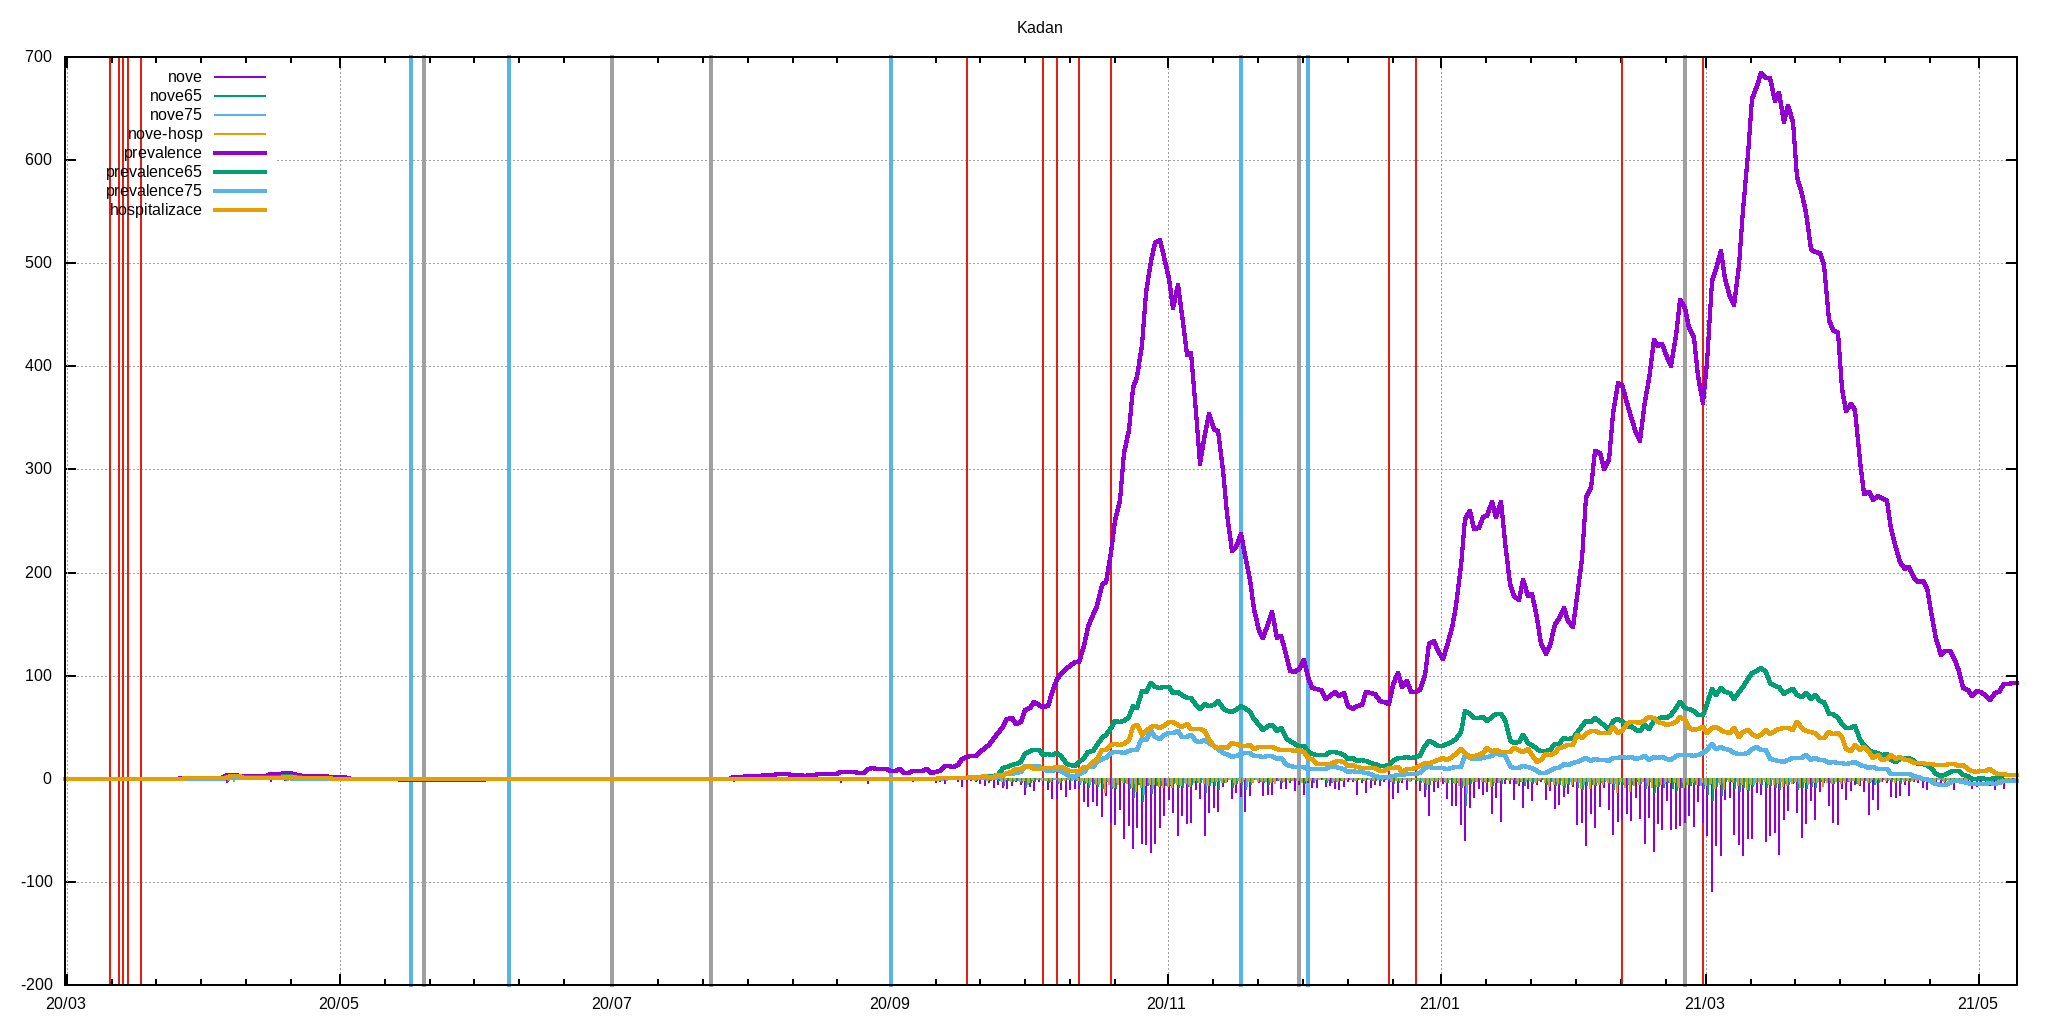 Kadan
700
600
500
400
300
200
100
0
-100
-200
nove
nove65
nove75
nove-hosp
prevalence
prevalence65
prevalence75
hospitalizace
20/03 20/05 20/07 20/09 20/11 21/01 21/03 21/05